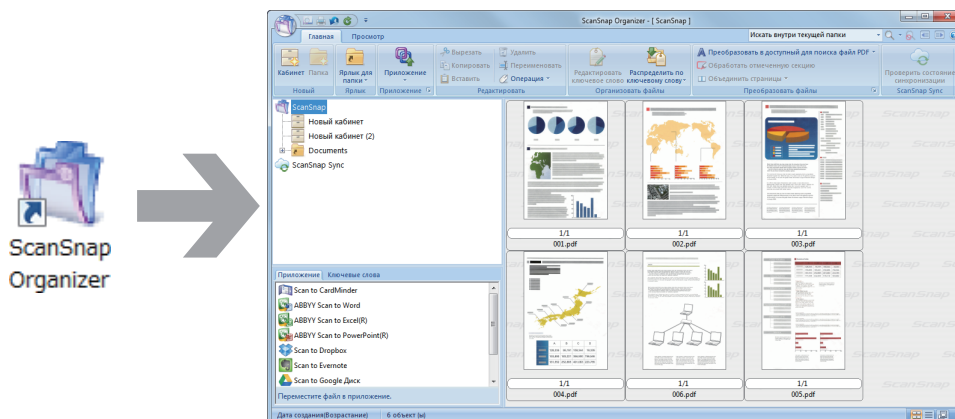 ScanSnap
Organizer
ScanSnap Organizer - [ ScanSnap ]
Главная Просмотр Искать внутри текущей папки
Кабинет Папка
Новый
Ярлык для папки
Ярлык
Приложение
Приложение
Вырезать
Копировать
Вставить
Удалить
Переименовать
Операция
Редактировать
Редактировать ключевое слово
Распределить по ключевому слову
Организовать файлы
Преобразовать в доступный для поиска файл PDF
Обработать отмеченную секцию
Объединить страницы
Преобразовать файлы
Проверить состояние синхронизации
ScanSnap Sync
ScanSnap
Новый кабинет
Новый кабинет (2)
Documents
ScanSnap Sync
1/1 1/1 1/1
001.pdf 002.pdf 003.pdf
Приложение Ключевые слова
Scan to CardMinder
ABBYY Scan to Word
ABBYY Scan to Excel(R)
ABBYY Scan to PowerPoint(R)
Scan to Dropbox
Scan to Evernote
Scan to Google Диск
Переместите файл в приложение.
1/1 1/1 1/1
004.pdf 006.pdf 005.pdf
Дата создания(Возрастание) 6 объект (ы)